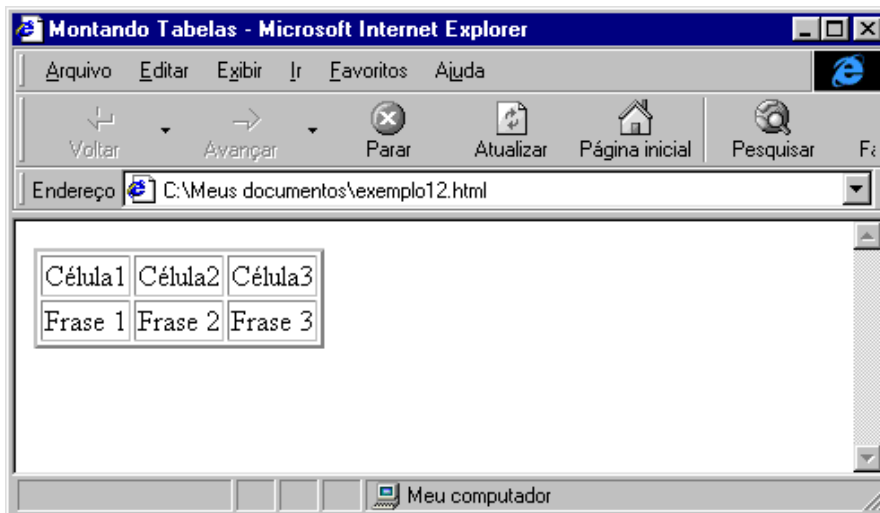 Montando Tabelas - Microsoft Internet Explorer
Arquivo Editar Exibir Ir Favoritos Ajuda
Voltar Avançar Parar Atualizar Página inicial Pesquisar
Endereço C:\Meus documentos\exemplo12.html
Célula1 Célula2 Célula3
Frase 1 Frase 2 Frase 3
Meu computador